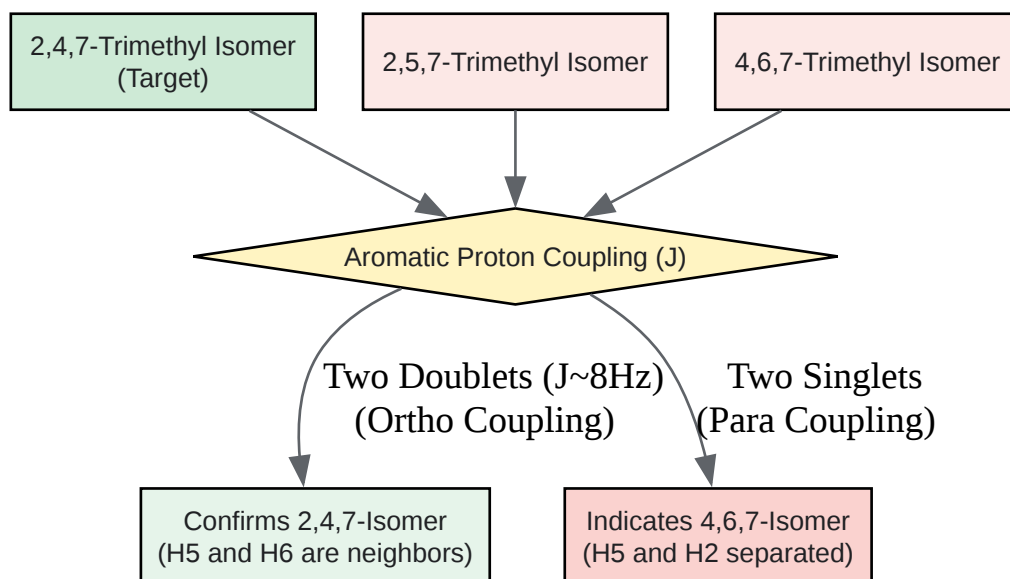 2,4,7-Trimethyl Isomer
(Target)
2,5,7-Trimethyl Isomer
4,6,7-Trimethyl Isomer
Aromatic Proton Coupling (J)
Two Doublets (J~8Hz)
(Ortho Coupling)
Two Singlets
(Para Coupling)
Confirms 2,4,7-Isomer
(H5 and H6 are neighbors)
Indicates 4,6,7-Isomer
(H5 and H2 separated)